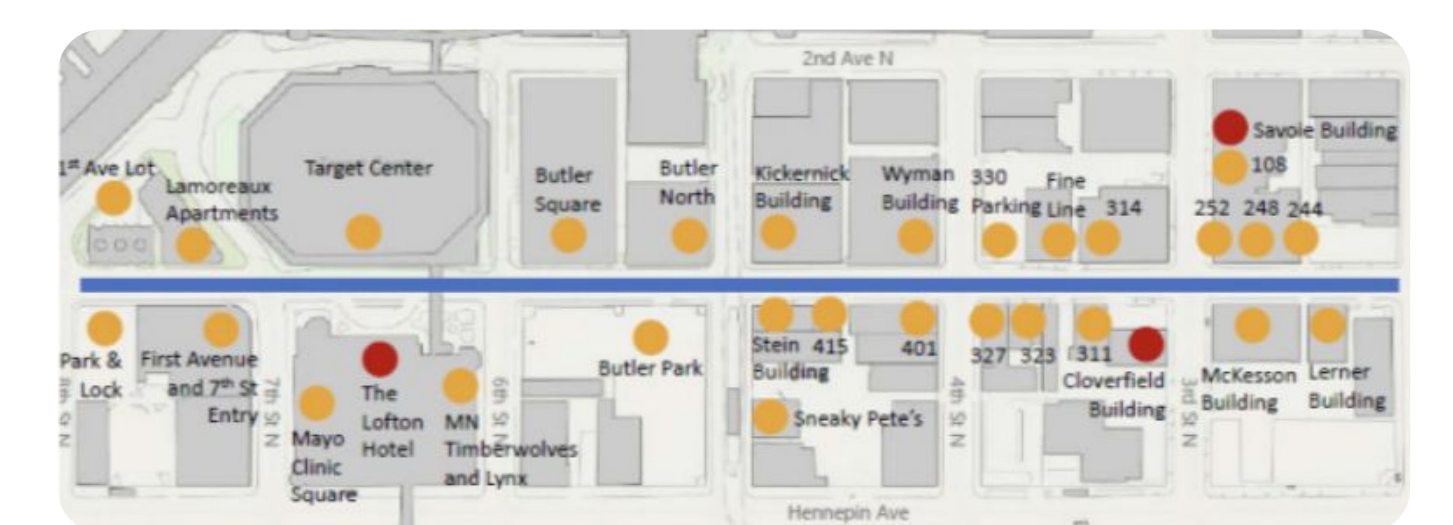 2nd Ave N
Savoie Building
108
1st Ave Lot
Lamoreaux
Apartments
Target Center
Butler
Square
Butler
North
Kickernick
Building
Wyman
Building
330
Parking
Fine
Line
314
252
248
244
Park &
Lock
First Avenue
and 7th St
Entry
Mayo
Clinic
Square
The
Lofton
Hotel
MN
Timberwolves
and Lynx
Butler Park
Stein
Building
415
401
Sneaky Pete's
327
323
311
Cloverfield
Building
McKesson
Building
Lerner
Building
8th St N
7th St N
6th St N
4th St N
3rd St N
Hennepin Ave